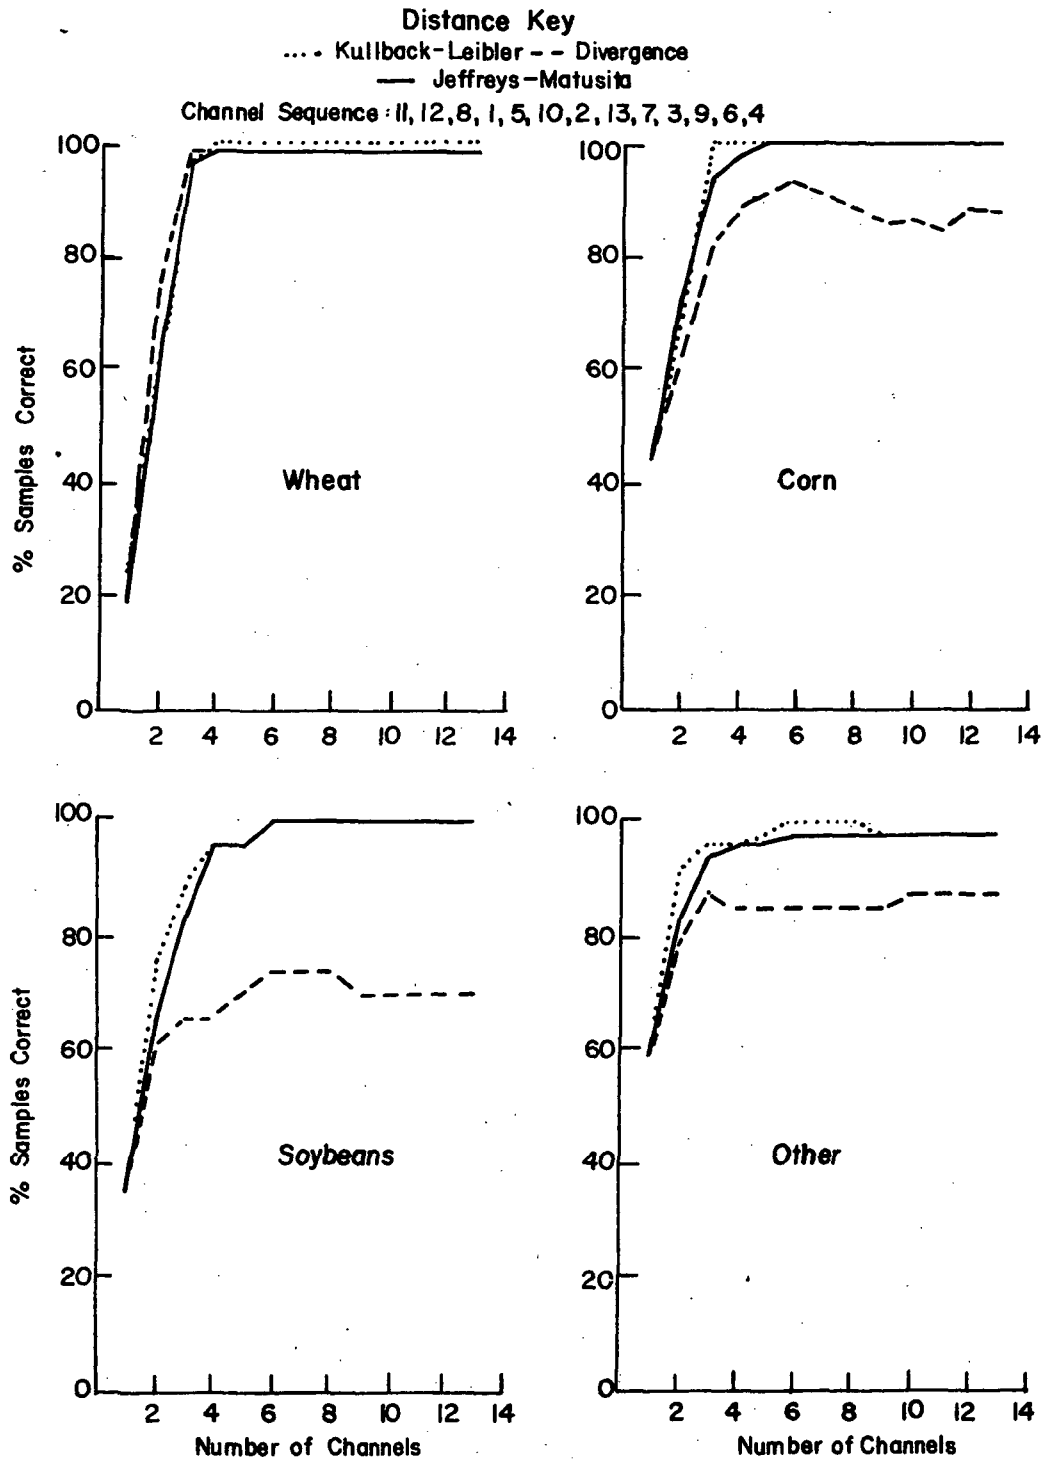 Distance Key
.... Kullback-Leibler -- Divergence
— Jeffreys-Matusita
Channel Sequence: 11, 12, 8, 1, 5, 10, 2, 13, 7, 3, 9, 6, 4
% Samples Correct
100
80
60
40
20
0
Wheat
2 4 6 8 10 12 14
100
80
60
40
20
0
Corn
2 4 6 8 10 12 14
% Samples Correct
100
80
60
40
20
0
Soybeans
2 4 6 8 10 12 14
Number of Channels
100
80
60
40
20
0
Other
2 4 6 8 10 12 14
Number of Channels